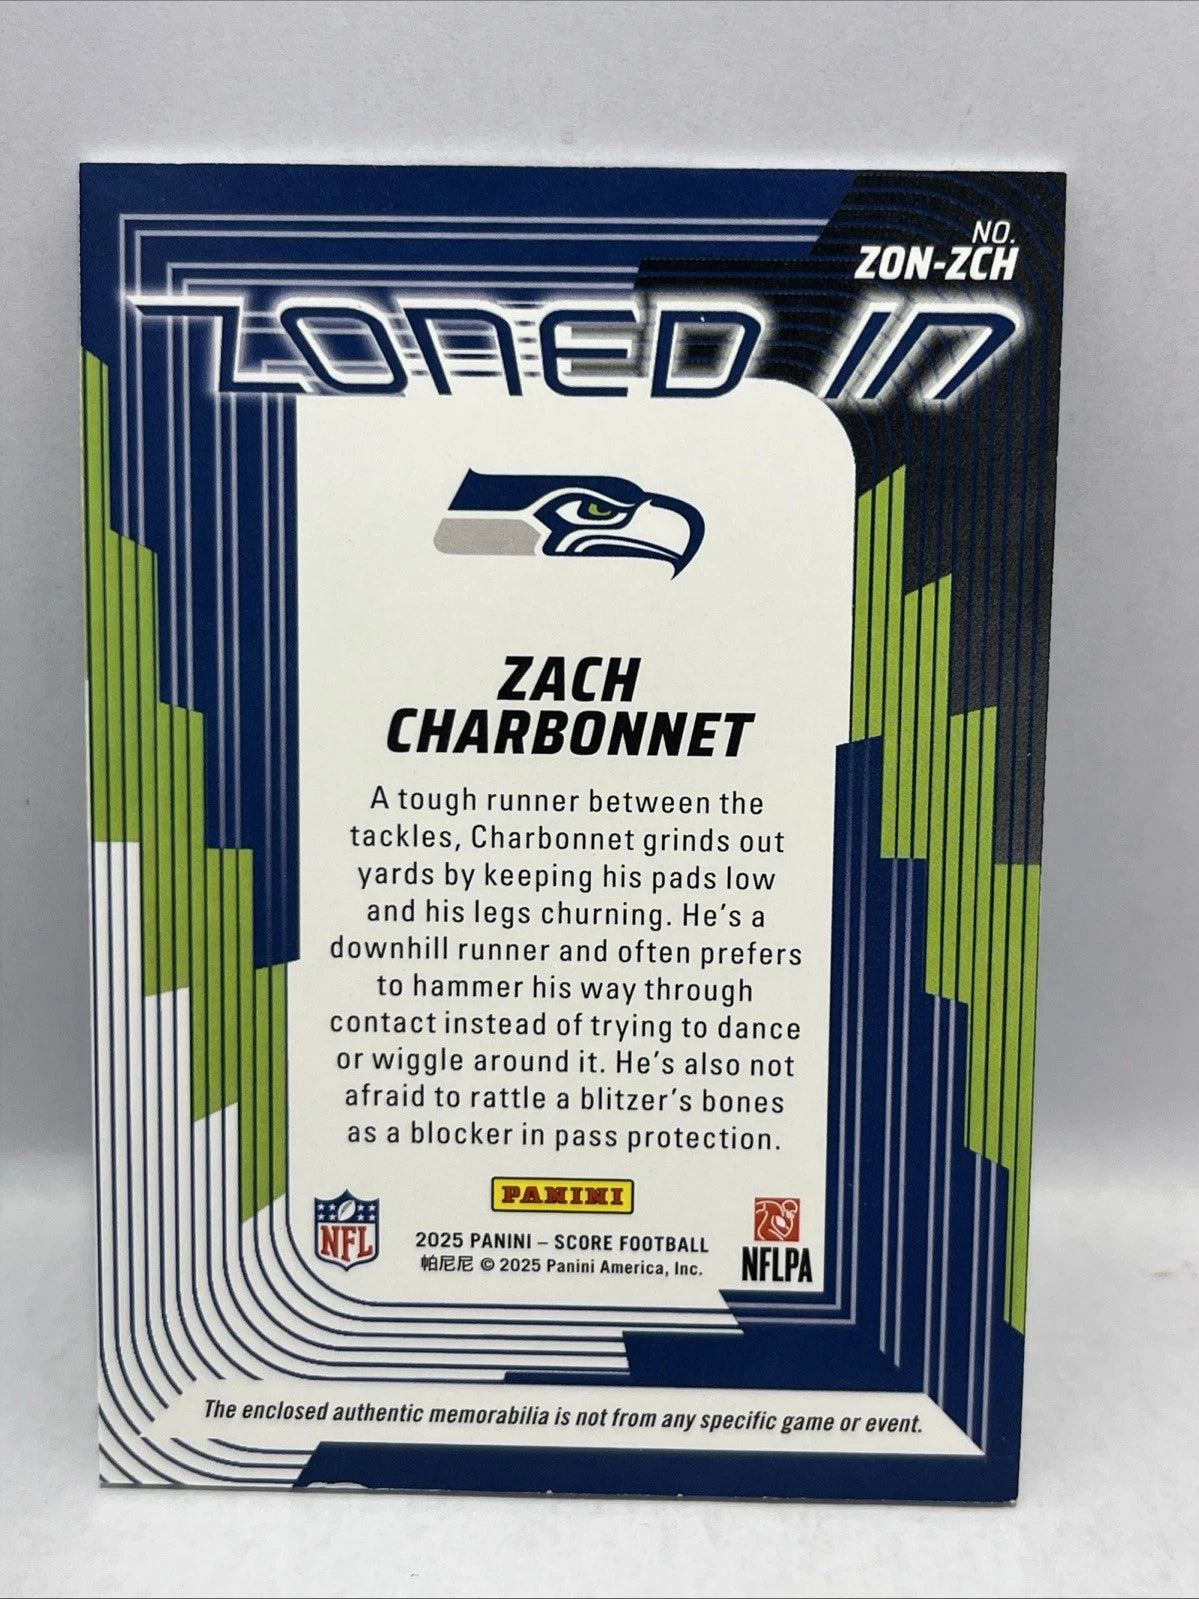 NO.
ZON-ZCH
ZONED IN
ZACH
CHARBONNET
A tough runner between the
tackles, Charbonnet grinds out
yards by keeping his pads low
and his legs churning. He's a
downhill runner and often prefers
to hammer his way through
contact instead of trying to dance
or wiggle around it. He's also not
afraid to rattle a blitzer's bones
as a blocker in pass protection.
PANINI
NFL
2025 PANINI – SCORE FOOTBALL
帕尼尼 © 2025 Panini America, Inc.
NFLPA
The enclosed authentic memorabilia is not from any specific game or event.